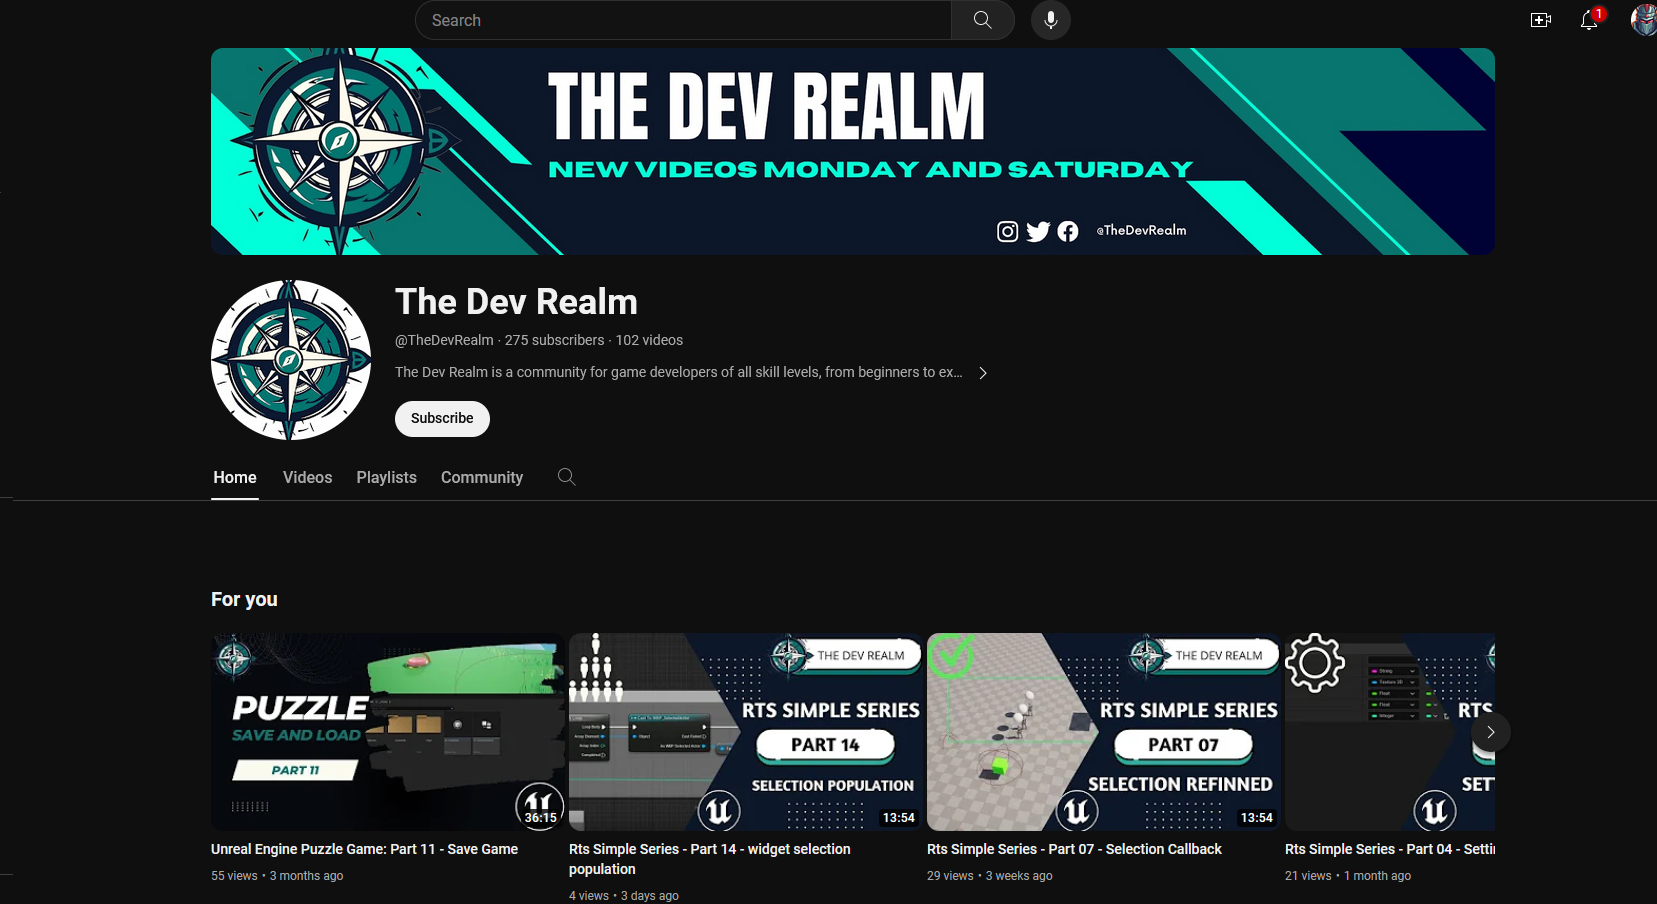 Search
1
THE DEV REALM
NEW VIDEOS MONDAY AND SATURDAY
@TheDevRealm
The Dev Realm
@TheDevRealm · 275 subscribers · 102 videos
The Dev Realm is a community for game developers of all skill levels, from beginners to ex...
Subscribe
Home Videos Playlists Community
For you
PUZZLE
SAVE AND LOAD
PART 11
36:15
Unreal Engine Puzzle Game: Part 11 - Save Game
55 views • 3 months ago
THE DEV REALM
RTS SIMPLE SERIES
PART 14
SELECTION POPULATION
13:54
Rts Simple Series - Part 14 - widget selection
population
4 views • 3 days ago
THE DEV REALM
RTS SIMPLE SERIES
PART 07
SELECTION REFINNED
13:54
Rts Simple Series - Part 07 - Selection Callback
29 views • 3 weeks ago
RTS
SET
Rts Simple Series - Part 04 - Settin
21 views • 1 month ago